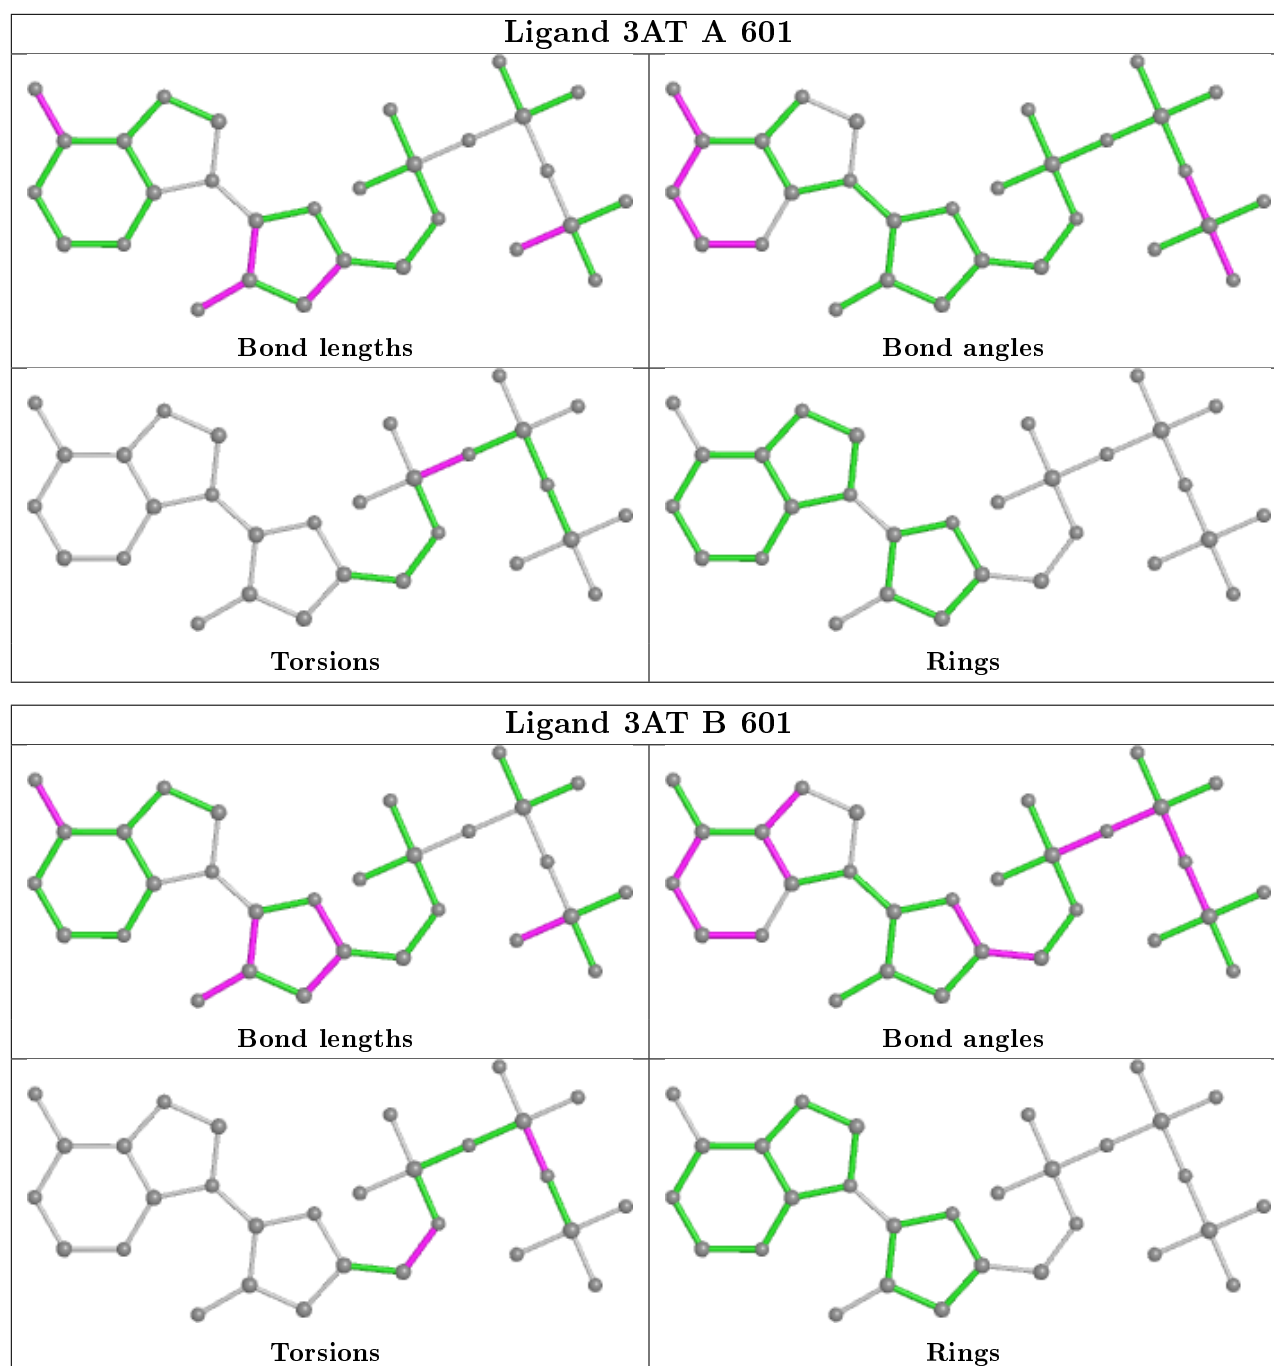 Ligand 3AT A 601
Bond lengths
Bond angles
Torsions
Rings
Ligand 3AT B 601
Bond lengths
Bond angles
Torsions
Rings